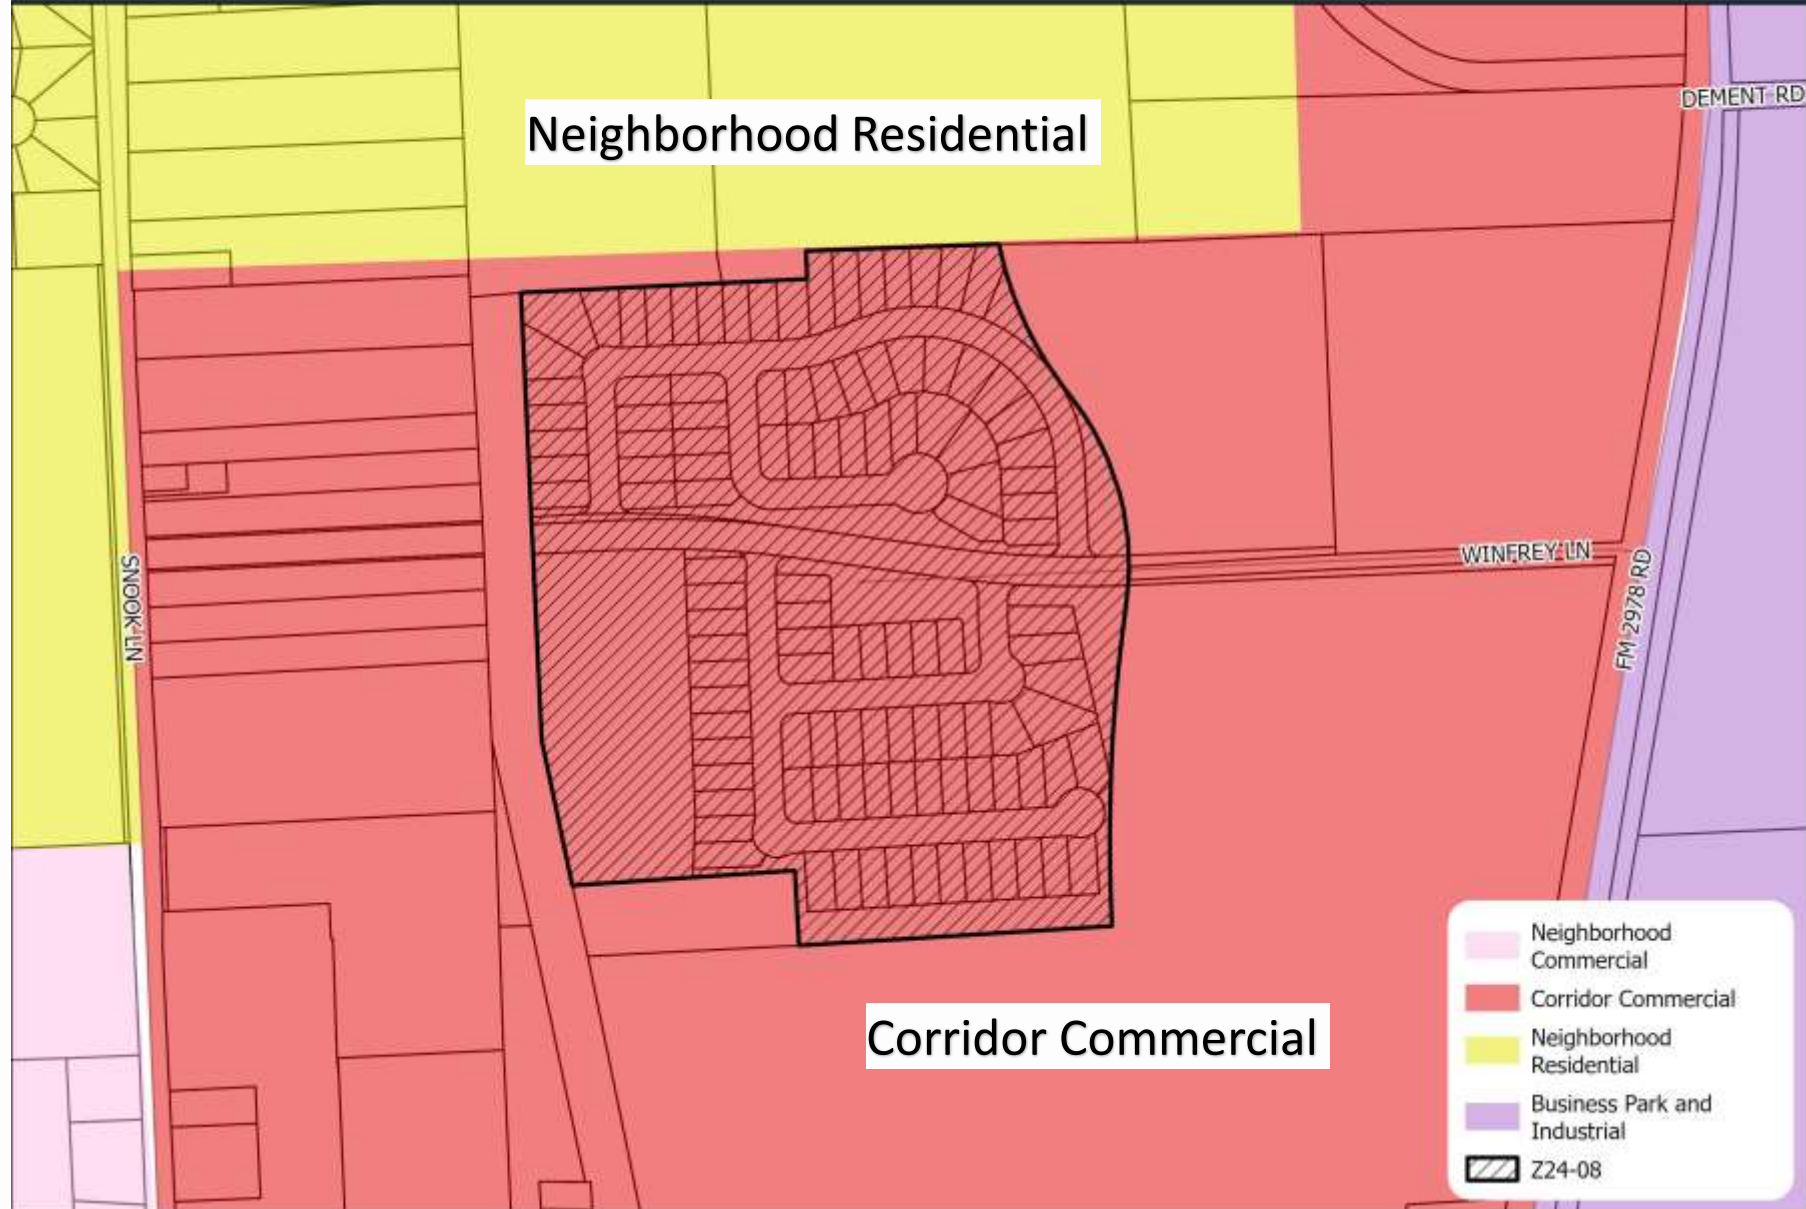 DEMENT RD
Neighborhood Residential
WINFREY LN
SNOOK LN
FM 2978 RD
Neighborhood
Commercial
Corridor Commercial
Neighborhood
Residential
Business Park and
Industrial
Z24-08
Corridor Commercial